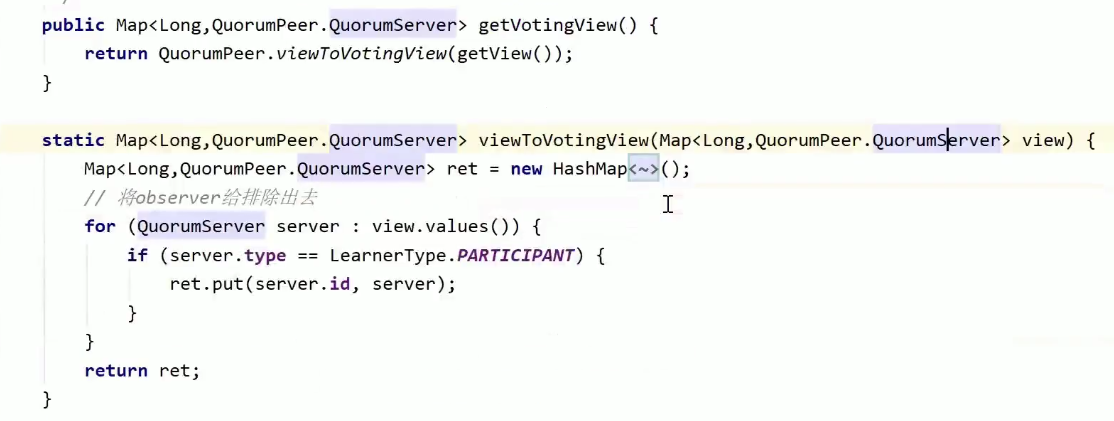 public Map<Long,QuorumPeer.QuorumServer> getVotingView() {
return QuorumPeer.viewToVotingView(getView());
}
static Map<Long,QuorumPeer.QuorumServer> viewToVotingView(Map<Long,QuorumPeer.QuorumServer> view) {
Map<Long,QuorumPeer.QuorumServer> ret = new HashMap<~>();
// 将observer给排除出去
for (QuorumServer server : view.values()) {
if (server.type == LearnerType.PARTICIPANT) {
ret.put(server.id, server);
}
}
return ret;
}